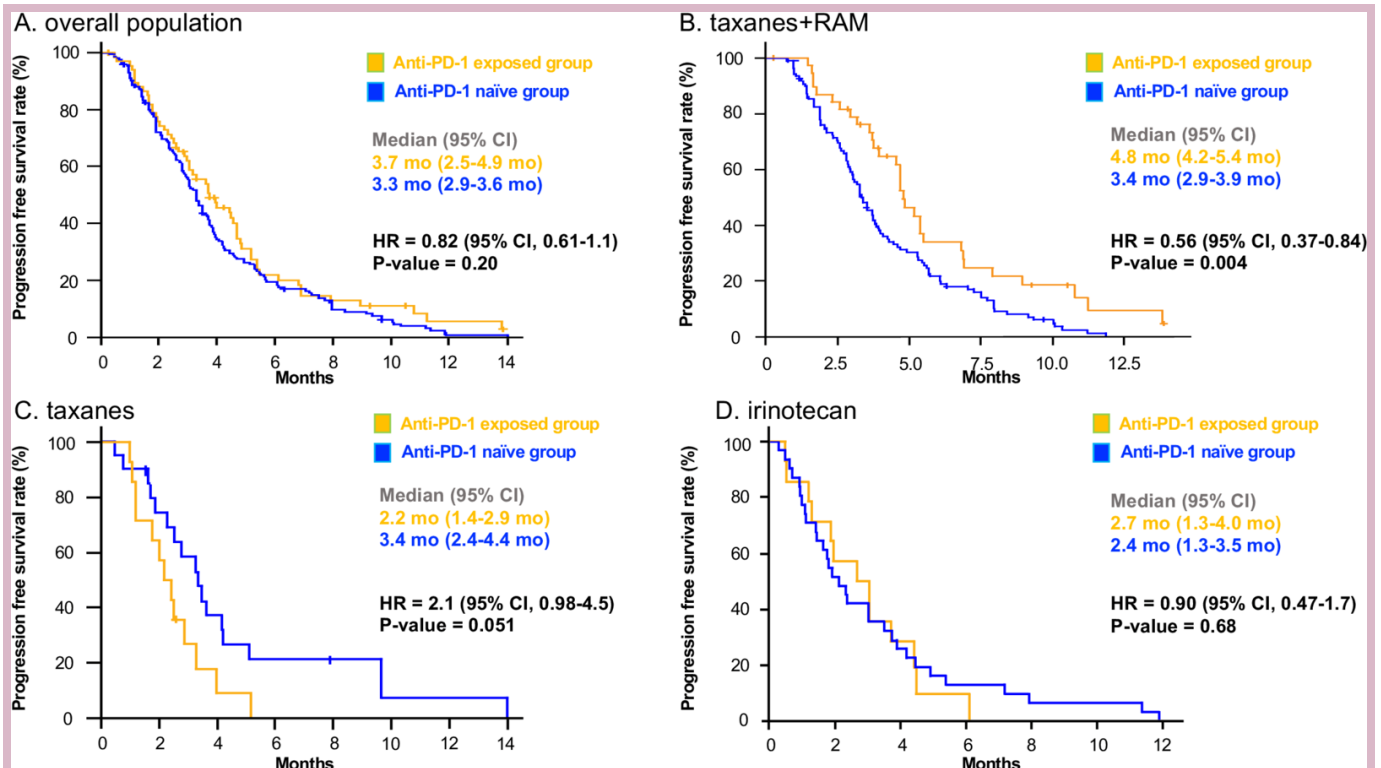 A. overall population
Progression free survival rate (%)
100
80
60
40
20
0
0 2 4 6 8 10 12 14
Months
Anti-PD-1 exposed group
Anti-PD-1 naïve group
Median (95% CI)
3.7 mo (2.5-4.9 mo)
3.3 mo (2.9-3.6 mo)
HR = 0.82 (95% CI, 0.61-1.1)
P-value = 0.20
B. taxanes+RAM
Progression free survival rate (%)
100
80
60
40
20
0
0 2.5 5.0 7.5 10.0 12.5
Months
Anti-PD-1 exposed group
Anti-PD-1 naïve group
Median (95% CI)
4.8 mo (4.2-5.4 mo)
3.4 mo (2.9-3.9 mo)
HR = 0.56 (95% CI, 0.37-0.84)
P-value = 0.004
C. taxanes
Progression free survival rate (%)
100
80
60
40
20
0
0 2 4 6 8 10 12 14
Months
Anti-PD-1 exposed group
Anti-PD-1 naïve group
Median (95% CI)
2.2 mo (1.4-2.9 mo)
3.4 mo (2.4-4.4 mo)
HR = 2.1 (95% CI, 0.98-4.5)
P-value = 0.051
D. irinotecan
Progression free survival rate (%)
100
80
60
40
20
0
0 2 4 6 8 10 12
Months
Anti-PD-1 exposed group
Anti-PD-1 naïve group
Median (95% CI)
2.7 mo (1.3-4.0 mo)
2.4 mo (1.3-3.5 mo)
HR = 0.90 (95% CI, 0.47-1.7)
P-value = 0.68